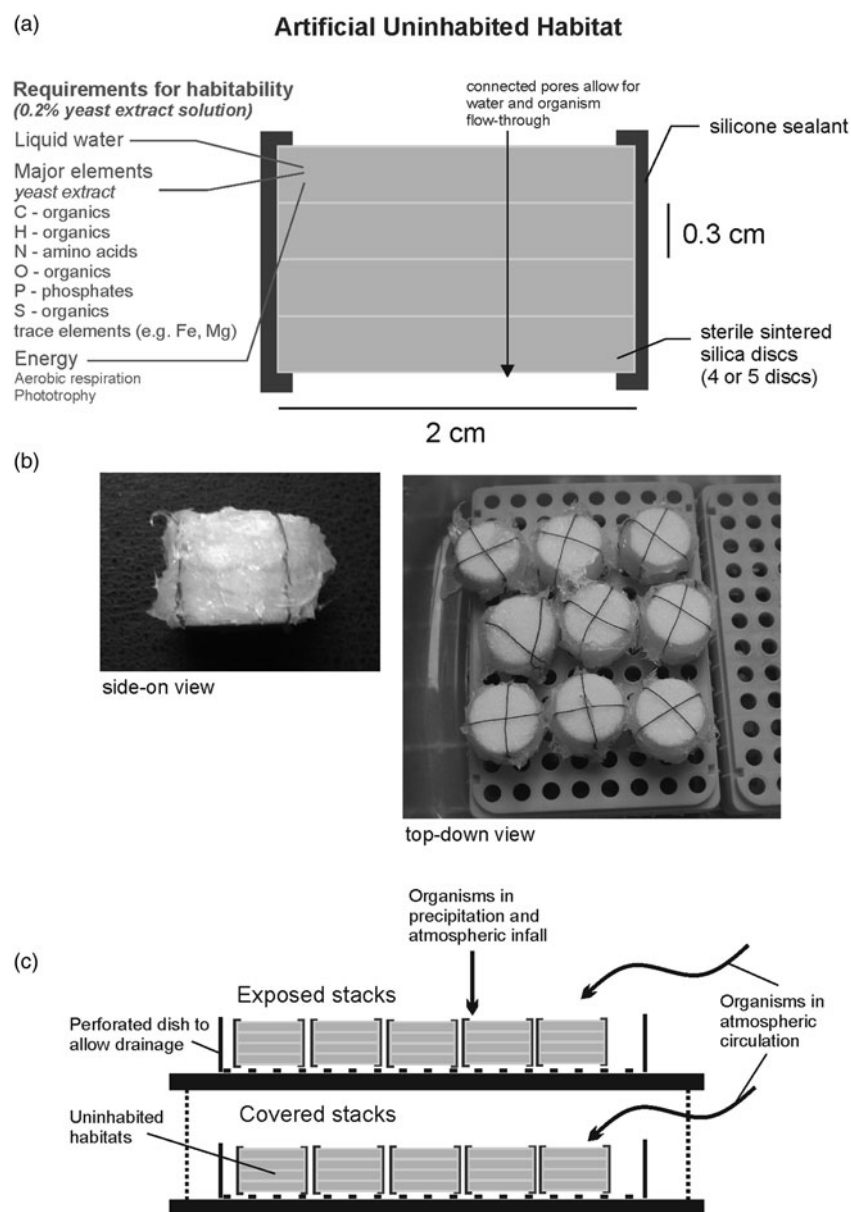 (a)
Artificial Uninhabited Habitat
Requirements for habitability
(0.2% yeast extract solution)
Liquid water
Major elements
yeast extract
C - organics
H - organics
N - amino acids
O - organics
P - phosphates
S - organics
trace elements (e.g. Fe, Mg)
Energy
Aerobic respiration
Phototrophy
connected pores allow for
water and organism
flow-through
silicone sealant
0.3 cm
sterile sintered
silica discs
(4 or 5 discs)
2 cm
(b)
side-on view
top-down view
(c)
Organisms in
precipitation and
atmospheric infall
Exposed stacks
Perforated dish to
allow drainage
Organisms in
atmospheric
circulation
Covered stacks
Uninhabited
habitats